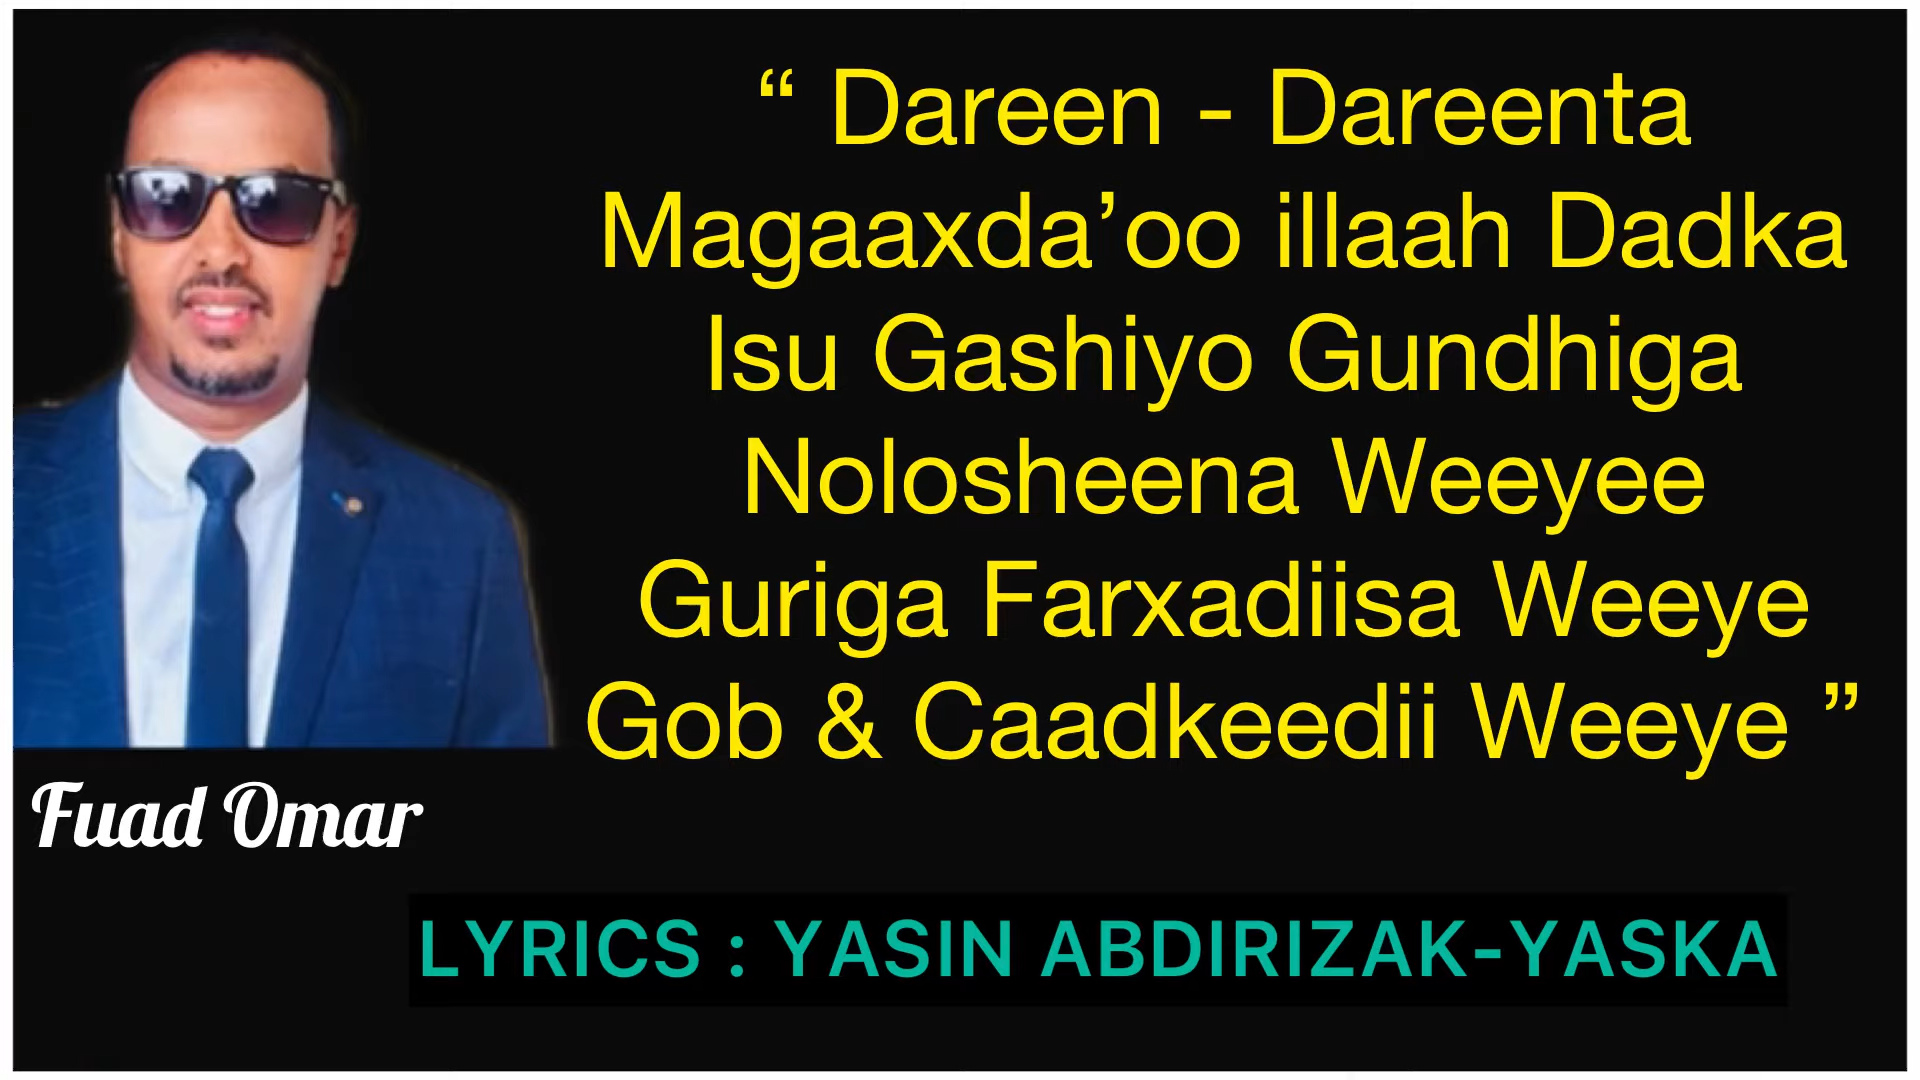 “ Dareen - Dareenta
Magaaxda’oo illaah Dadka
Isu Gashiyo Gundhiga
Nolosheena Weeyee
Guriga Farxadiisa Weeye
Gob & Caadkeedii Weeye ”
Fuad Omar
LYRICS : YASIN ABDIRIZAK-YASKA